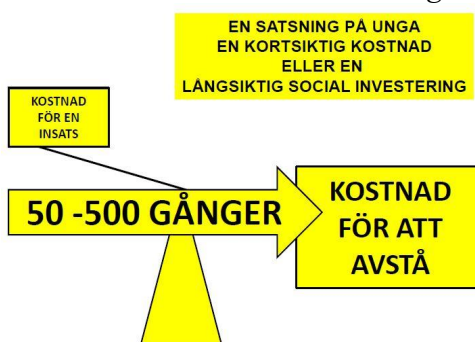 EN SATSNING PÅ UNGA
EN KORTSIKTIG KOSTNAD
ELLER EN
LÅNGSIKTIG SOCIAL INVESTERING
KOSTNAD
FÖR EN
INSATS
50 -500 GÅNGER
KOSTNAD
FÖR ATT
AVSTÅ